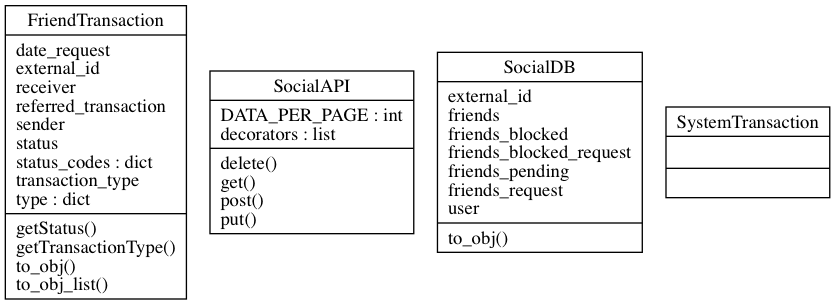 FriendTransaction
date_request
external_id
receiver
referred_transaction
sender
status
status_codes : dict
transaction_type
type : dict
getStatus()
getTransactionType()
to_obj()
to_obj_list()
SocialAPI
DATA_PER_PAGE : int
decorators : list
delete()
get()
post()
put()
SocialDB
external_id
friends
friends_blocked
friends_blocked_request
friends_pending
friends_request
user
to_obj()
SystemTransaction